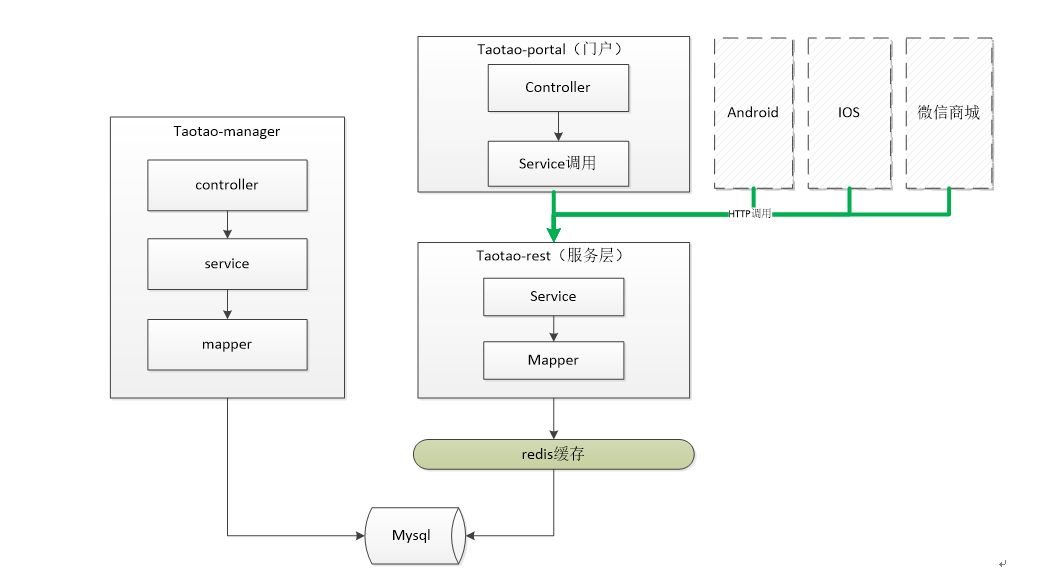 Taotao-portal（门户）
Controller
Service调用
Android
IOS
微信商城
HTTP调用
Taotao-manager
controller
service
mapper
Taotao-rest（服务层）
Service
Mapper
redis缓存
Mysql